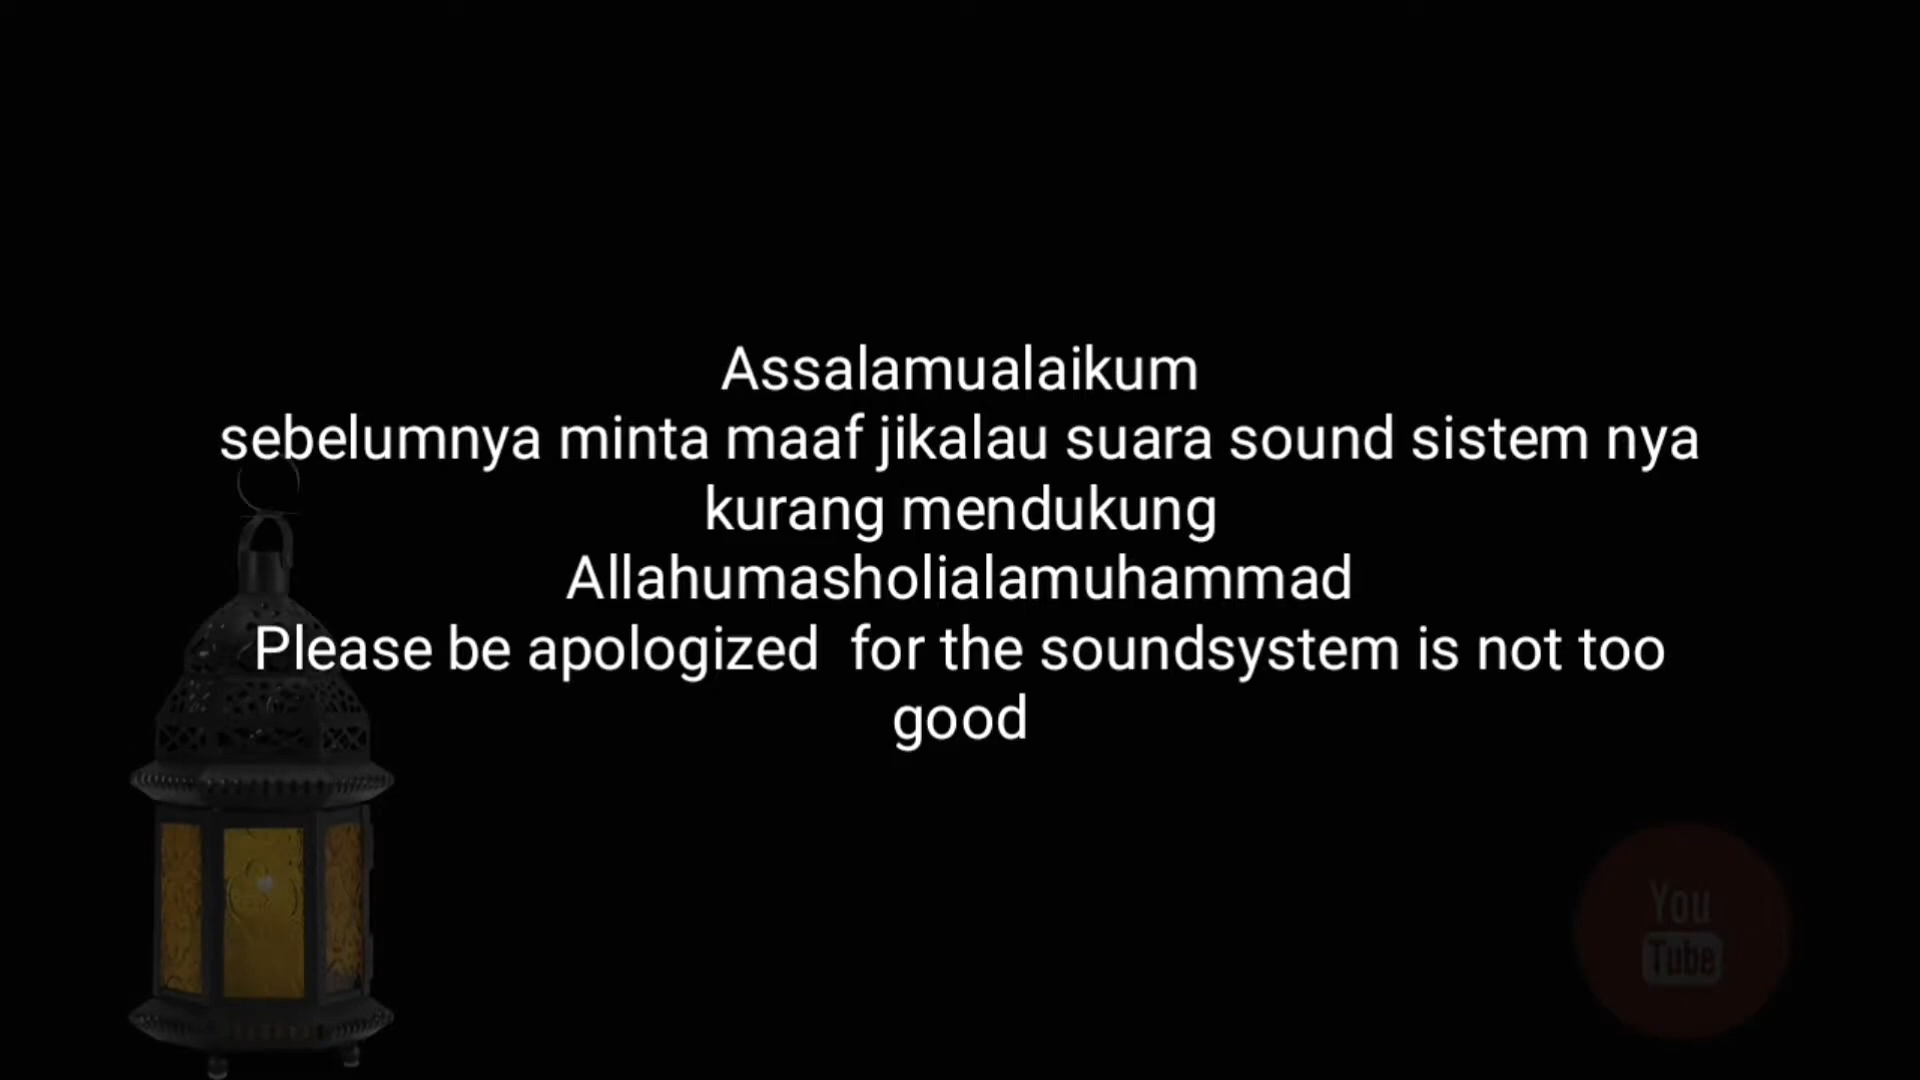 Assalamualaikum
sebelumnya minta maaf jikalau suara sound sistem nya
kurang mendukung
Allahumasholialamuhammad
Please be apologized  for the soundsystem is not too
good
You
Tube